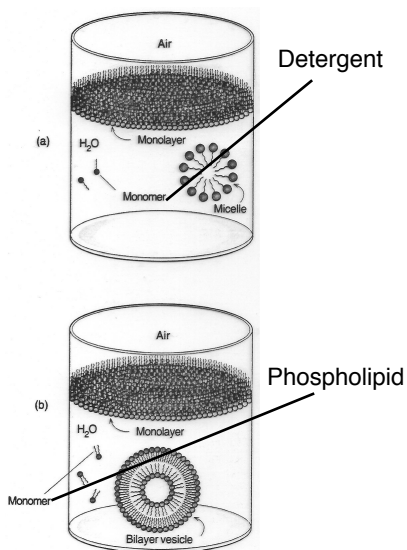 Air
Detergent
Monolayer
(a)
H2O
Monomer
Micelle
Air
Phospholipid
(b)
H2O
Monolayer
Monomer
Bilayer vesicle